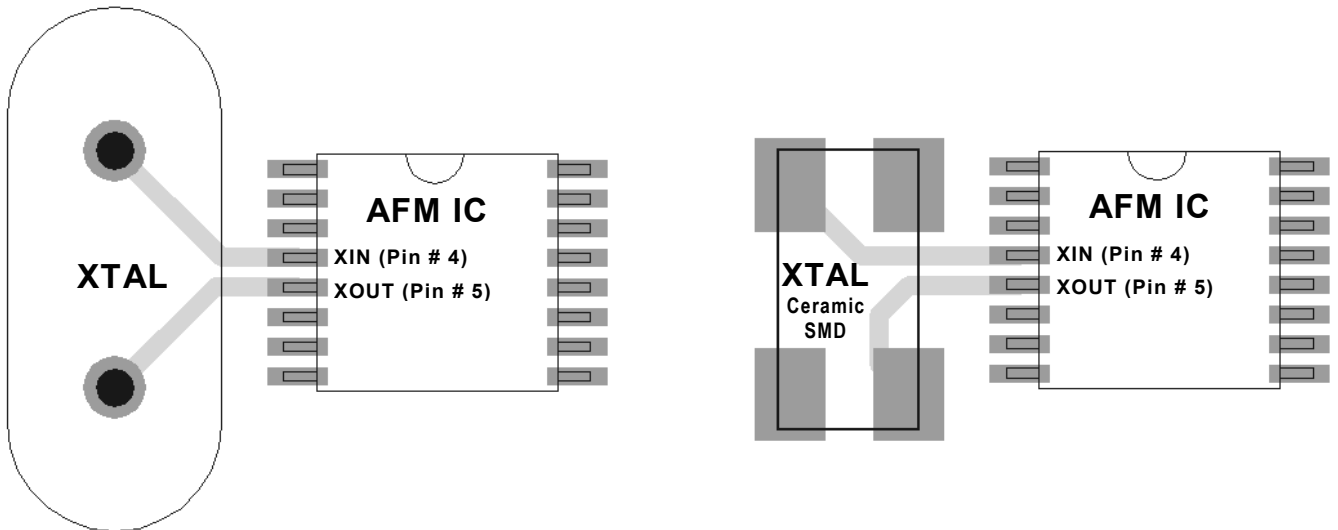 XTAL
AFM IC
XIN (Pin # 4)
XOUT (Pin # 5)
XTAL
Ceramic
SMD
AFM IC
XIN (Pin # 4)
XOUT (Pin # 5)